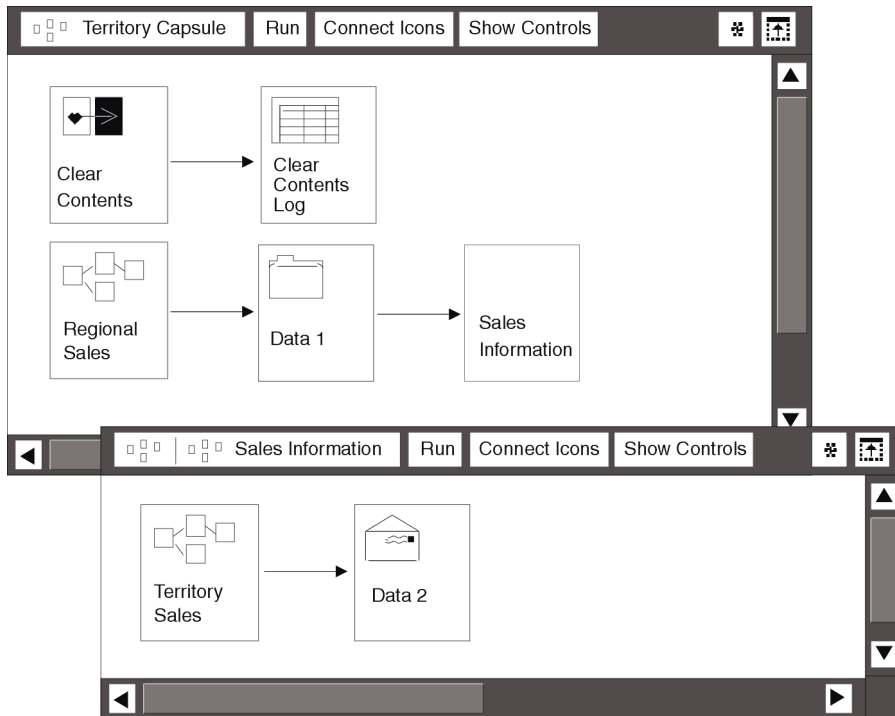 Territory Capsule Run Connect Icons Show Controls
Clear
Contents
Clear
Contents
Log
Regional
Sales
Data 1
Sales
Information
Sales Information Run Connect Icons Show Controls
Territory
Sales
Data 2